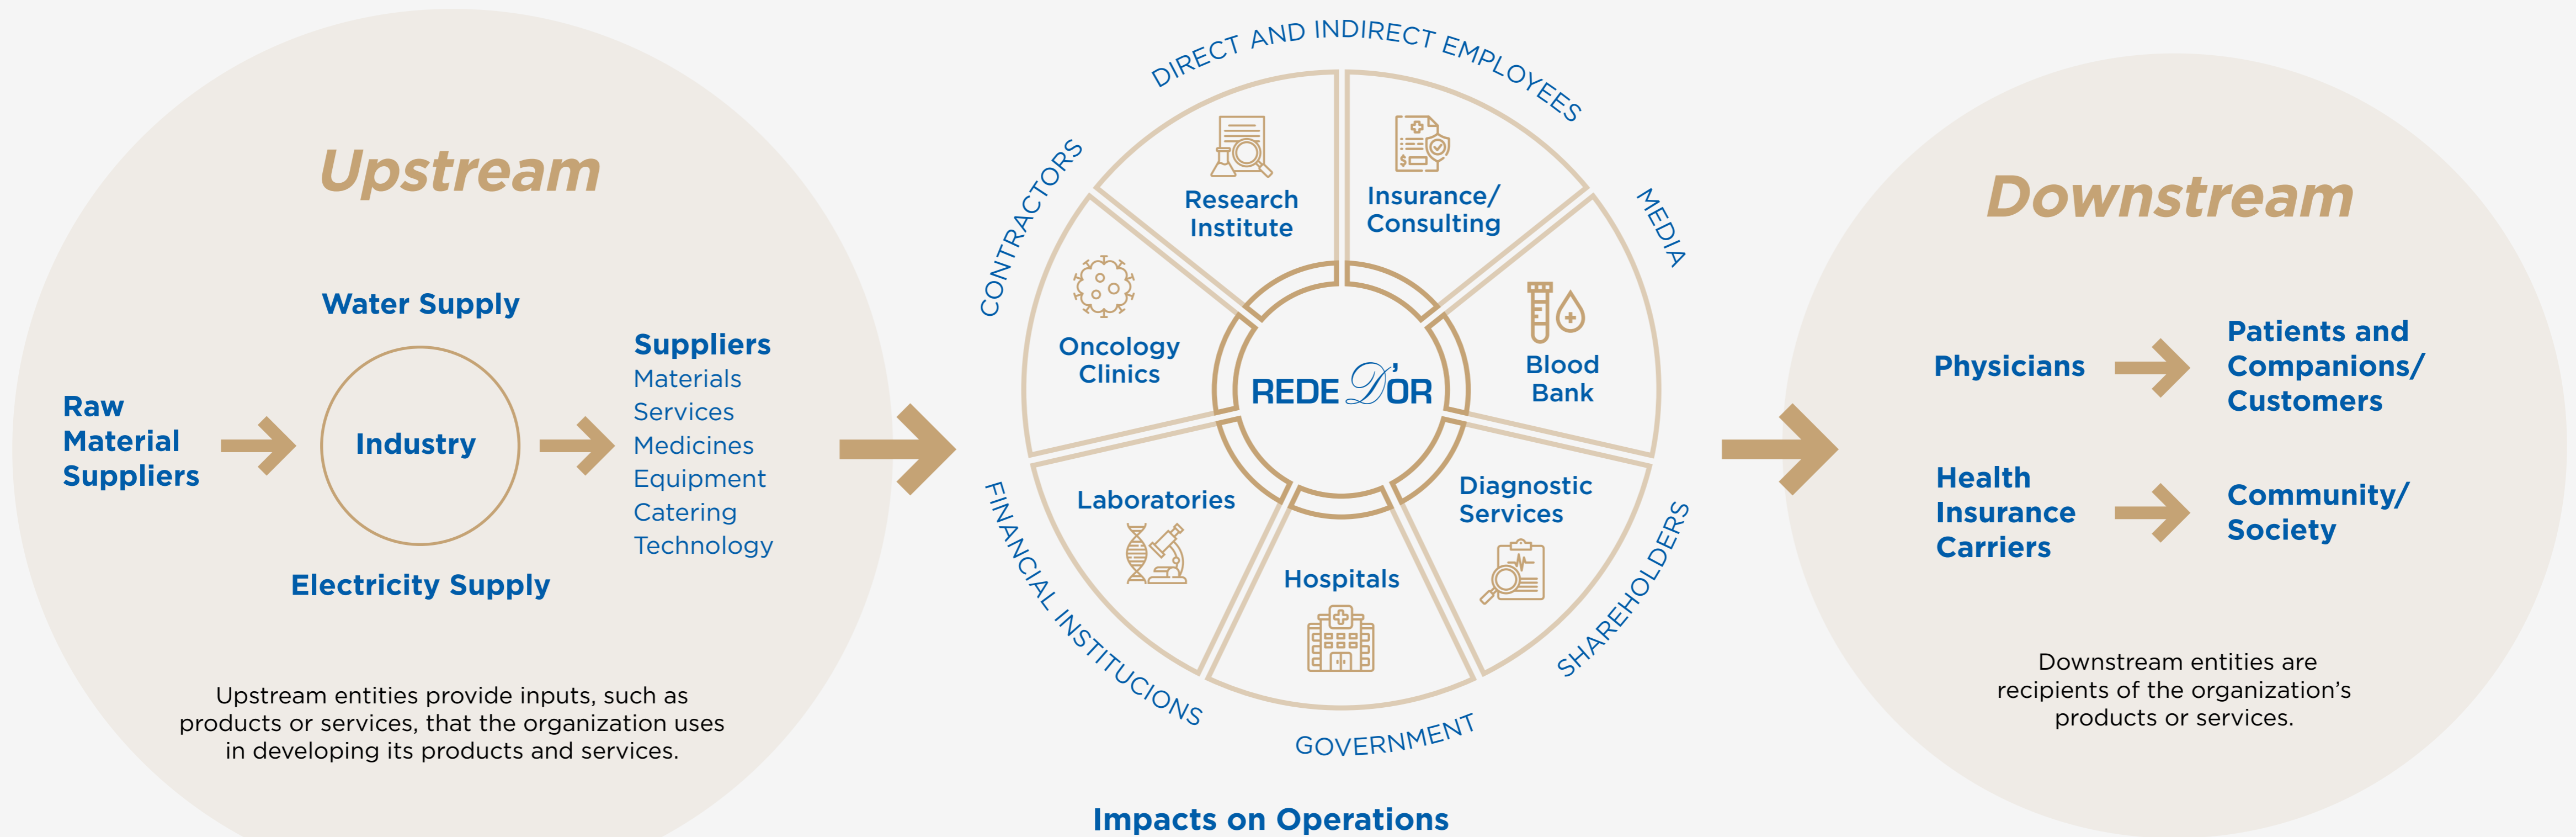 Upstream
Water Supply
Raw
Material
Suppliers
Industry
Electricity Supply
Suppliers
Materials
Services
Medicines
Equipment
Catering
Technology
Upstream entities provide inputs, such as
products or services, that the organization uses
in developing its products and services.
DIRECT AND INDIRECT EMPLOYEES
MEDIA
SHAREHOLDERS
GOVERNMENT
FINANCIAL INSTITUCIONS
CONTRACTORS
Research
Institute
Insurance/
Consulting
Blood
Bank
Diagnostic
Services
Hospitals
Laboratories
Oncology
Clinics
REDE D'OR
Impacts on Operations
Downstream
Physicians
Patients and
Companions/
Customers
Health
Insurance
Carriers
Community/
Society
Downstream entities are
recipients of the organization’s
products or services.